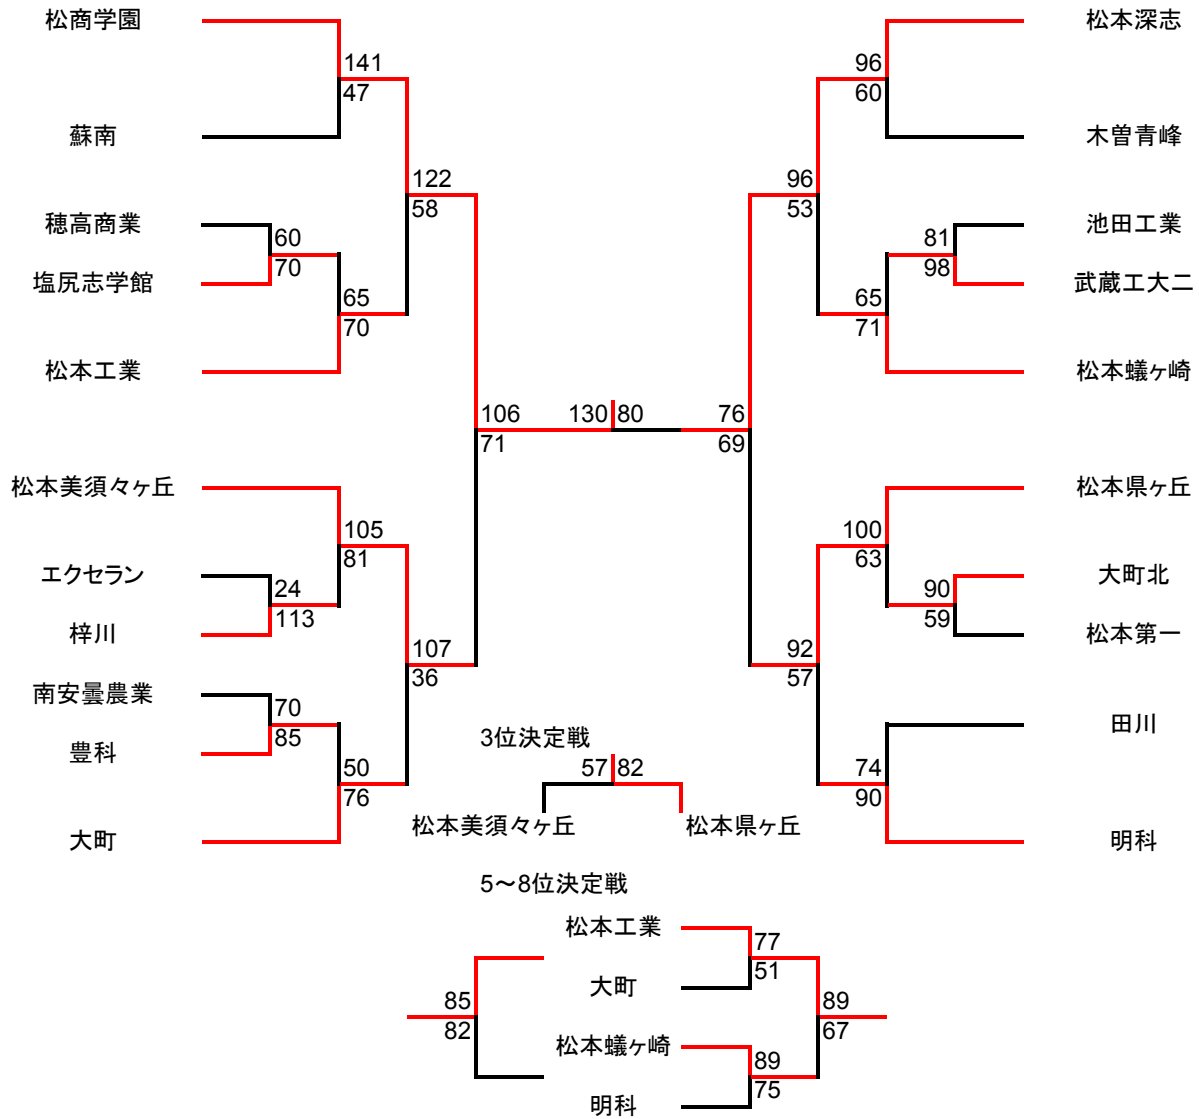 松商学園
141
47
蘇南
122
58
穂高商業
60
70
塩尻志学館
65
70
松本工業
106
71
松本美須々ヶ丘
105
81
エクセラン
24
113
梓川
107
36
南安曇農業
70
85
豊科
50
76
大町
130
80
松本深志
96
60
木曽青峰
96
53
池田工業
81
98
武蔵工大二
65
71
松本蟻ヶ崎
76
69
松本県ヶ丘
100
63
大町北
90
59
松本第一
92
57
田川
74
90
明科
3位決定戦
57
82
松本美須々ヶ丘
松本県ヶ丘
5～8位決定戦
松本工業
77
51
大町
85
82
89
67
松本蟻ヶ崎
89
75
明科